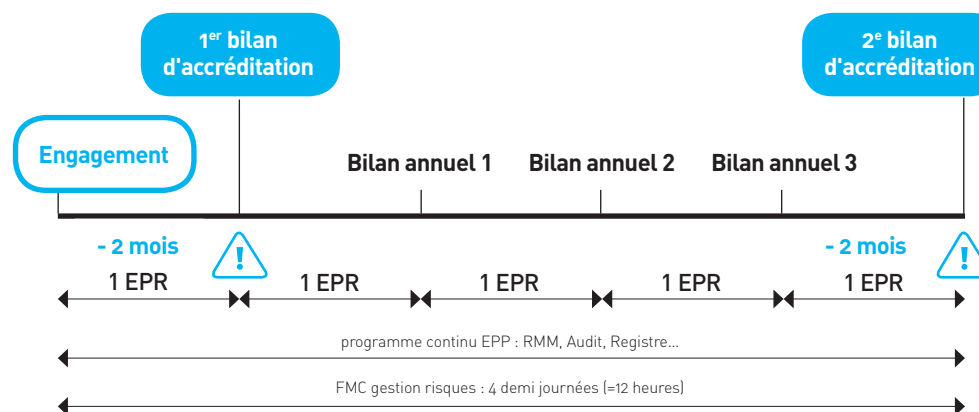 1er bilan
d'accréditation
2e bilan
d'accréditation
Engagement
Bilan annuel 1
Bilan annuel 2
Bilan annuel 3
- 2 mois
!
- 2 mois
!
1 EPR
1 EPR
1 EPR
1 EPR
1 EPR
programme continu EPP : RMM, Audit, Registre...
FMC gestion risques : 4 demi journées (=12 heures)